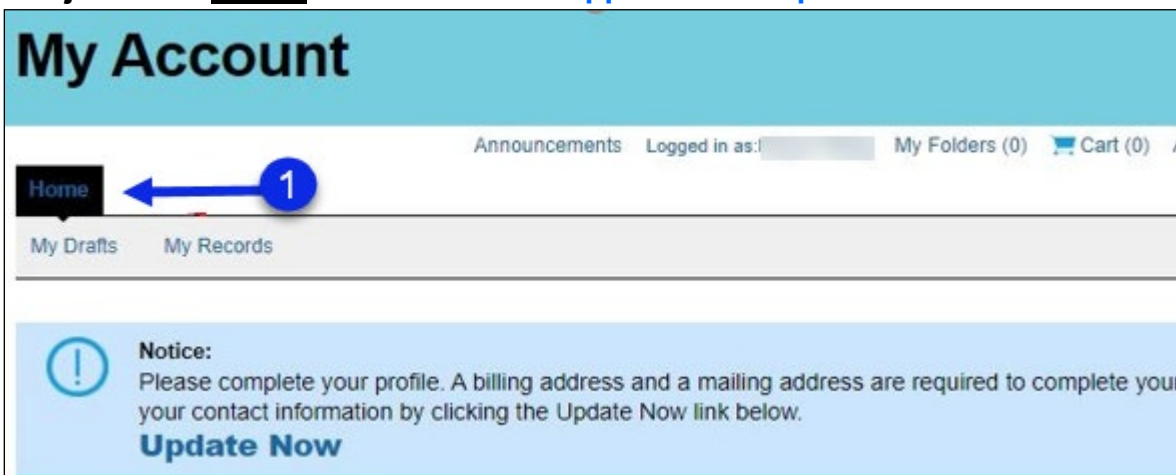 My Account
Announcements Logged in as: My Folders (0) Cart (0)
Home 1
My Drafts My Records
Notice:
Please complete your profile. A billing address and a mailing address are required to complete your
your contact information by clicking the Update Now link below.
Update Now